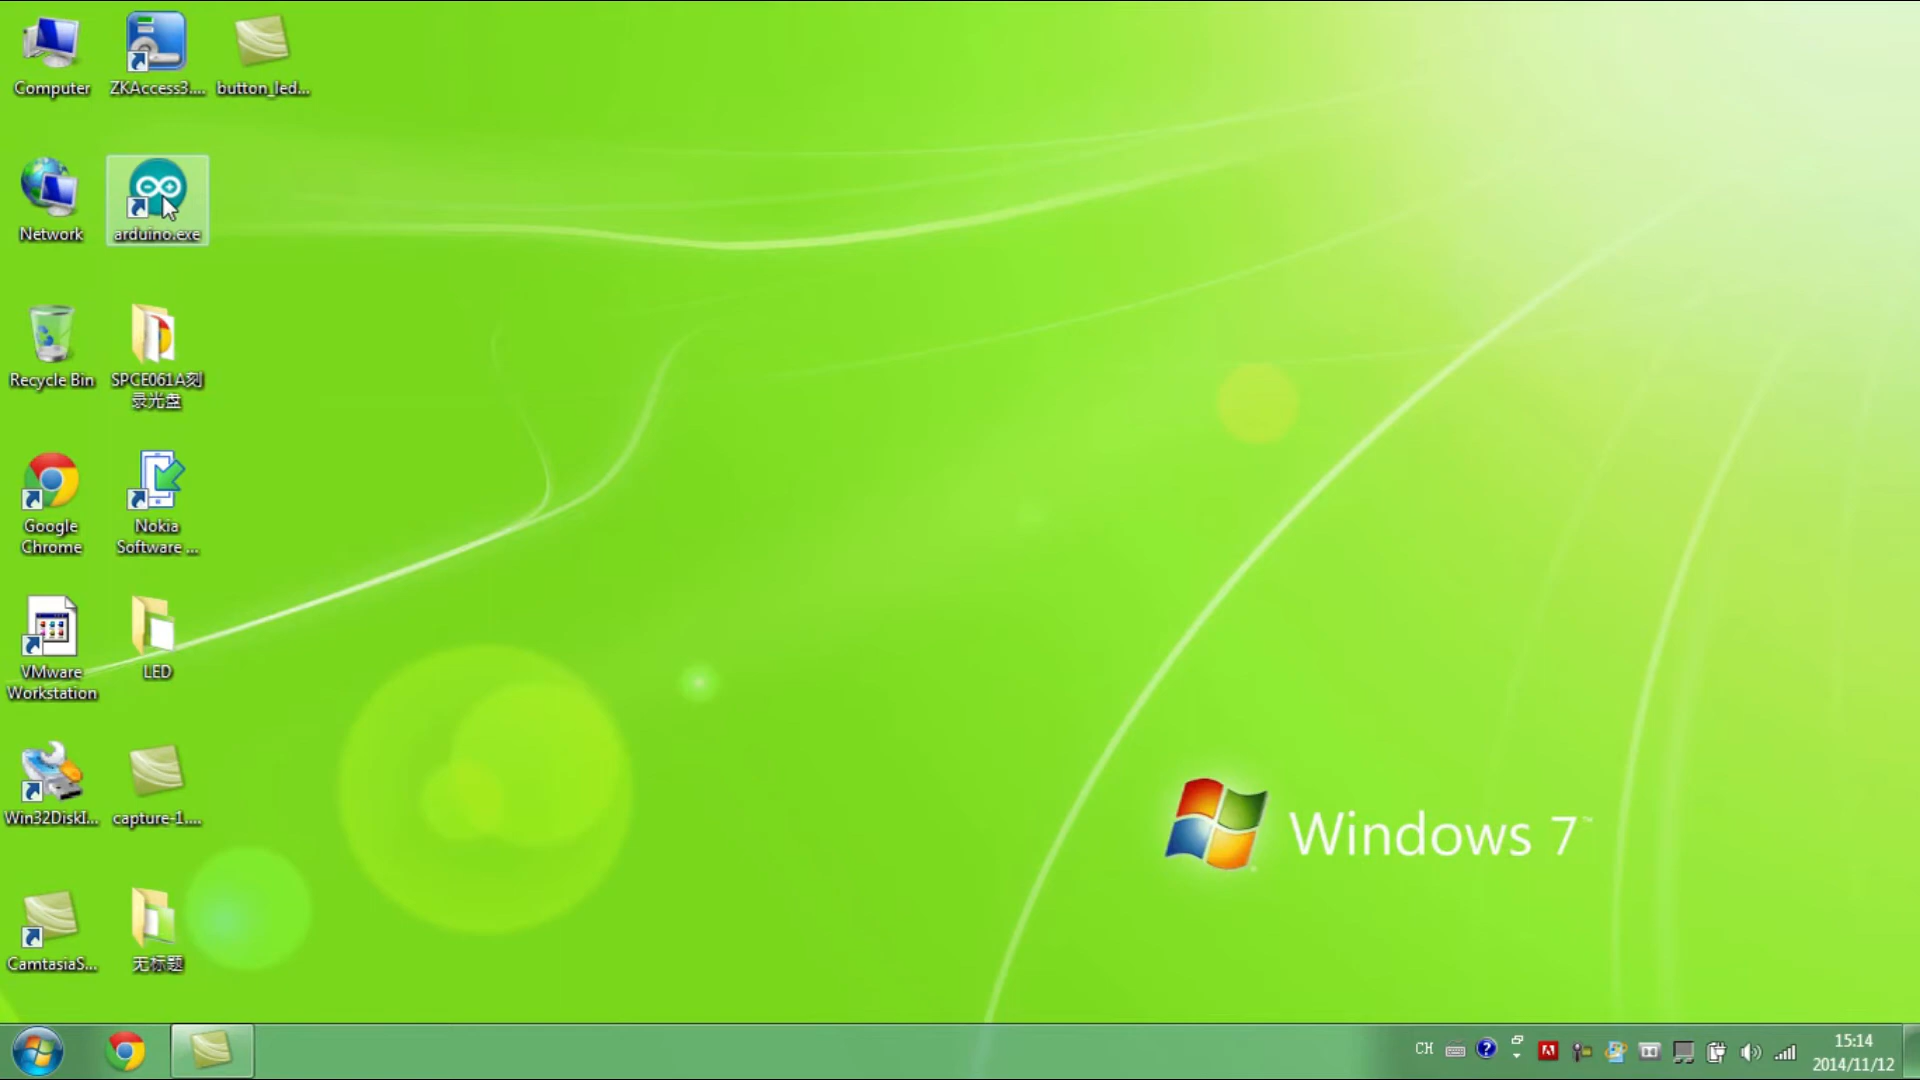 Computer
ZKAccess3....
button_led...
Network
arduino.exe
Recycle Bin
SPCE061A刻
录光盘
Google
Chrome
Nokia
Software ...
VMware
Workstation
LED
Win32DiskI...
capture-1....
CamtasiaS...
无标题
Windows 7™
CH
15:14
2014/11/12